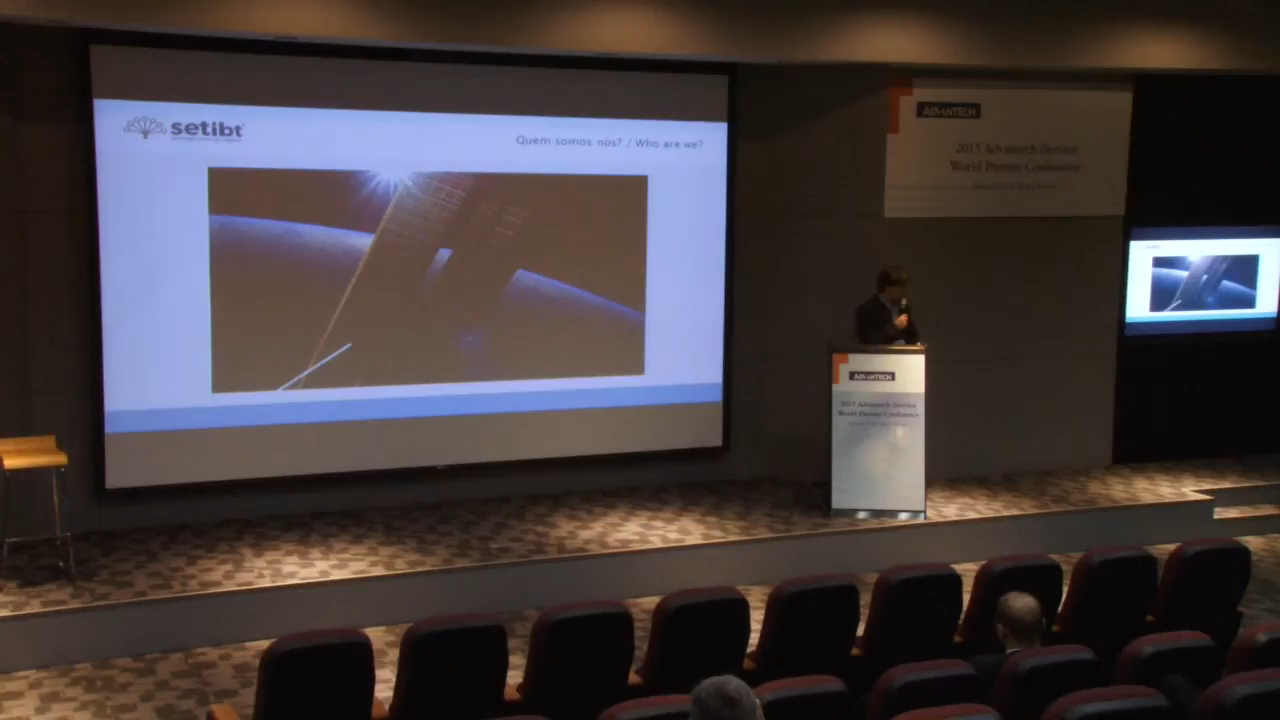 setibt
Quem somos nós? / Who are we?
ADVANTECH
2015 Advantech iService
World Partner Conference
ADVANTECH
2015 Advantech iService
World Partner Conference